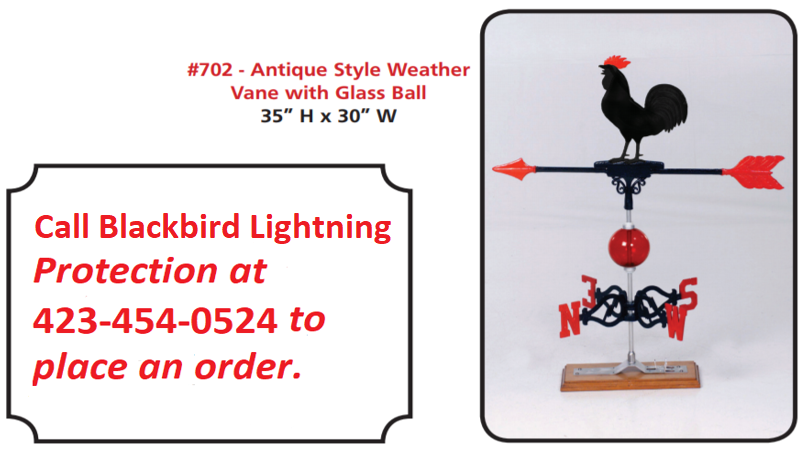 #702 - Antique Style Weather
Vane with Glass Ball
35” H x 30” W
Call Blackbird Lightning
Protection at
423-454-0524 to
place an order.
E S
N W